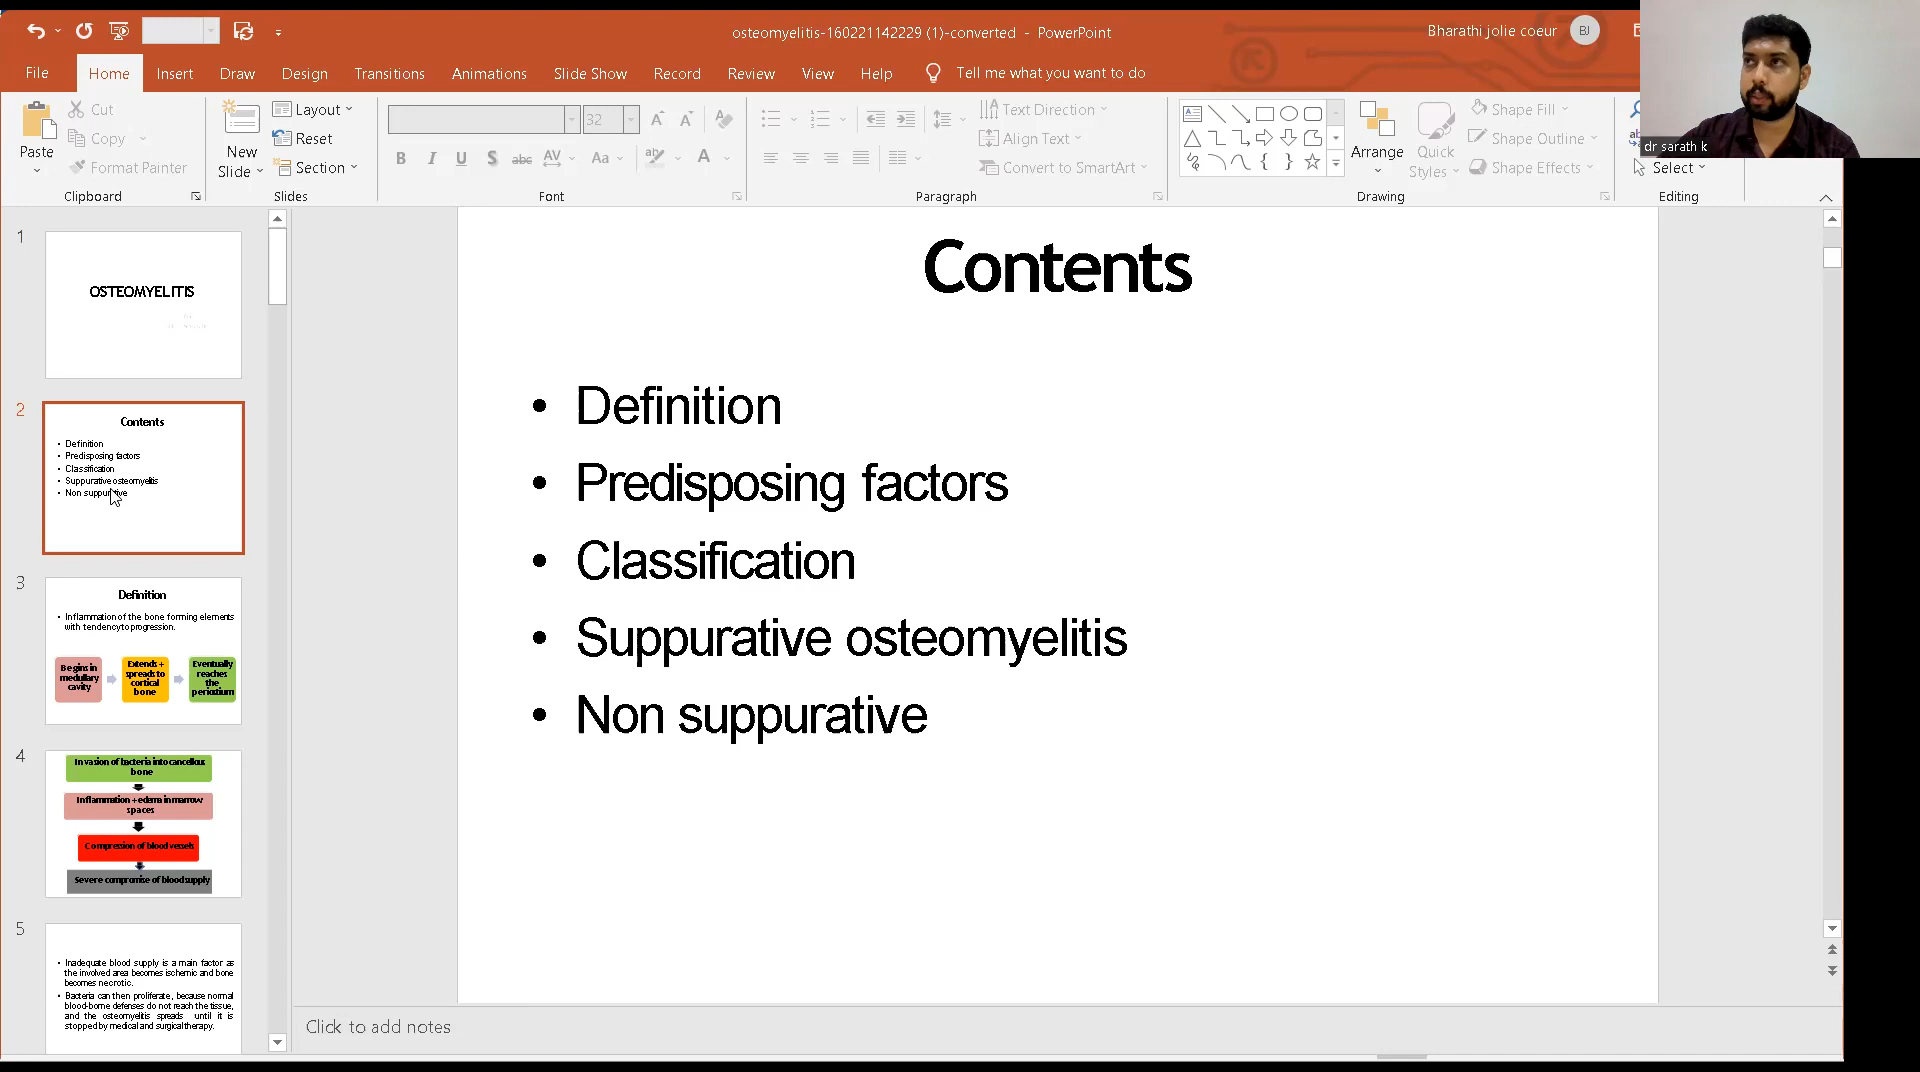 osteomyelitis-160221142229 (1)-converted - PowerPoint
Bharathi jolie coeur
BJ
File
Home
Insert
Draw
Design
Transitions
Animations
Slide Show
Record
Review
View
Help
Tell me what you want to do
Paste
Cut
Copy
Format Painter
Clipboard
New
Slide
Layout
Reset
Section
Slides
32
Font
Text Direction
Align Text
Convert to SmartArt
Paragraph
Arrange
Quick
Styles
Shape Fill
Shape Outline
Shape Effects
Drawing
Select
Editing
dr sarath k
1
OSTEOMYELITIS
2
Contents
• Definition
• Predisposing factors
• Classification
• Suppurative osteomyelitis
• Non suppurative
3
Definition
• Inflammation of the bone forming elements
with tendency to progression.
Begins in
medullary
cavity
Extends +
spreads to
cortical
bone
Eventually
reaches
the
periostium
4
Invasion of bacteria into cancellous
bone
Inflammation + edema in marrow
spaces
Compression of blood vessels
Severe compromise of blood supply
5
• Inadequate blood supply is a main factor as
the involved area becomes ischemic and bone
becomes necrotic.
• Bacteria can then proliferate, because normal
blood-borne defenses do not reach the tissue,
and the osteomyelitis spreads until it is
stopped by medical and surgical therapy.
Contents
• Definition
• Predisposing factors
• Classification
• Suppurative osteomyelitis
• Non suppurative
Click to add notes